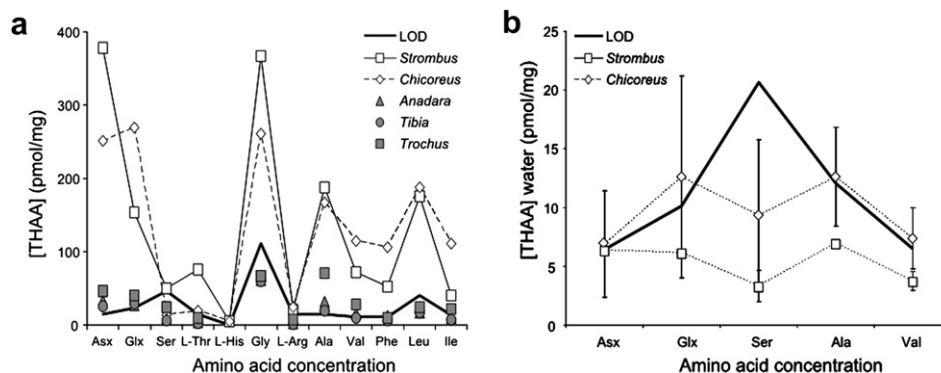 a
[THAA] (pmol/mg)
400
300
200
100
0
LOD
Strombus
Chicoreus
Anadara
Tibia
Trochus
Asx Glx Ser L-Thr L-His Gly L-Arg Ala Val Phe Leu Ile
Amino acid concentration
b
[THAA] water (pmol/mg)
25
20
15
10
5
0
LOD
Strombus
Chicoreus
Asx Glx Ser Ala Val
Amino acid concentration